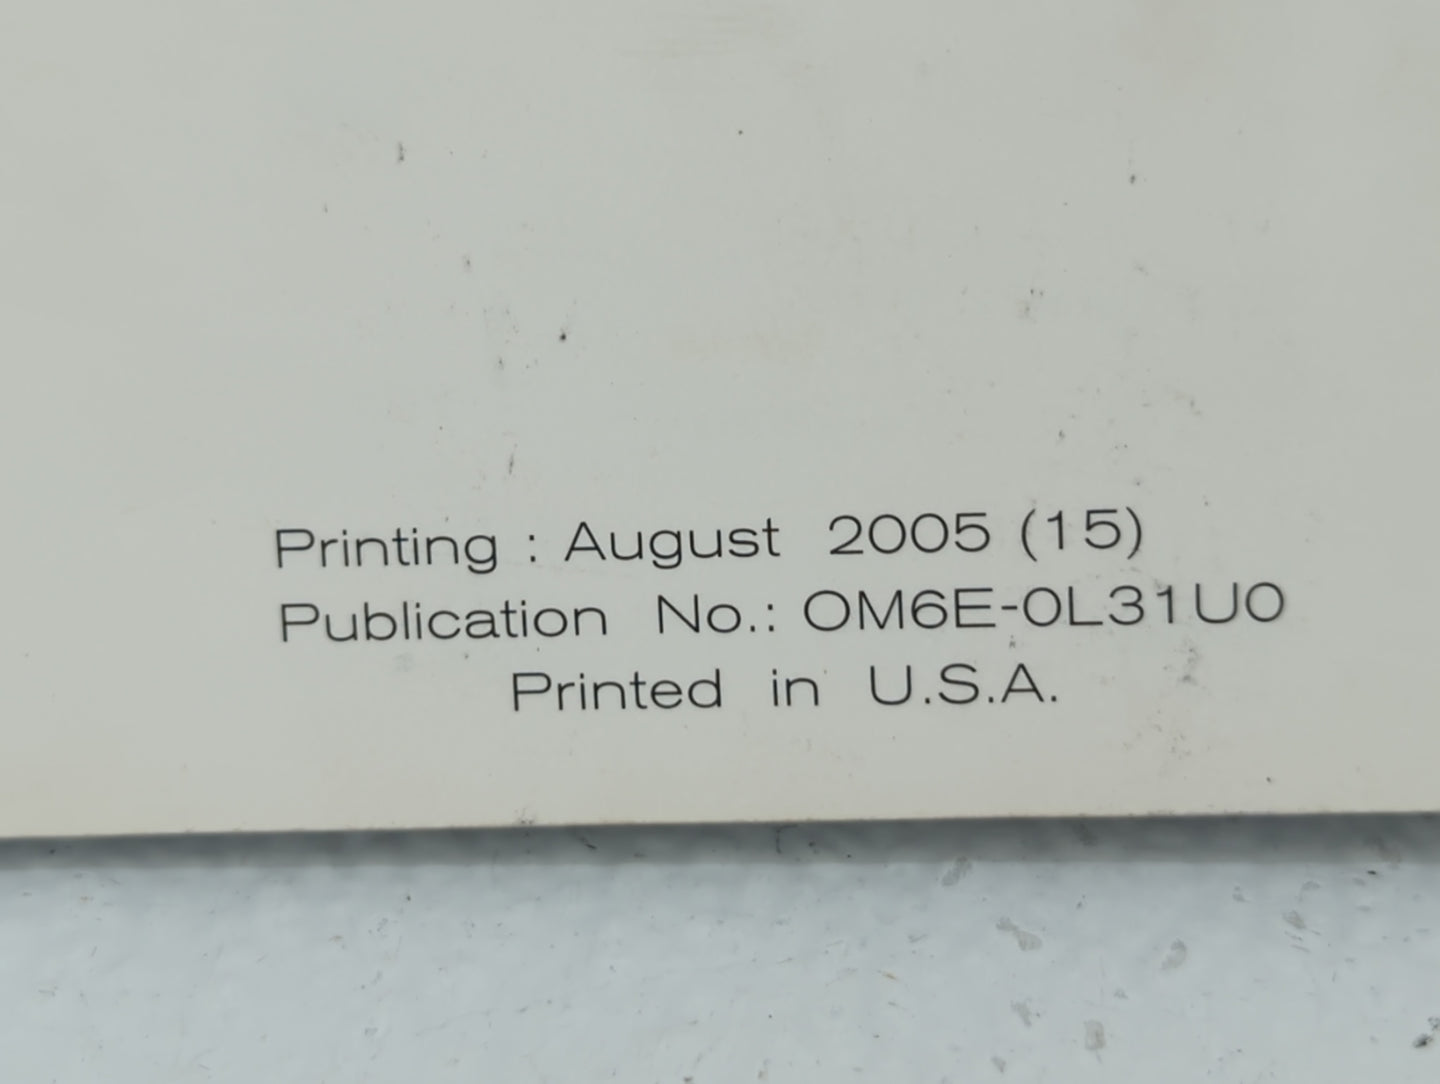 Printing : August 2005 (15)
Publication No.: OM6E-0L31U0
Printed in U.S.A.